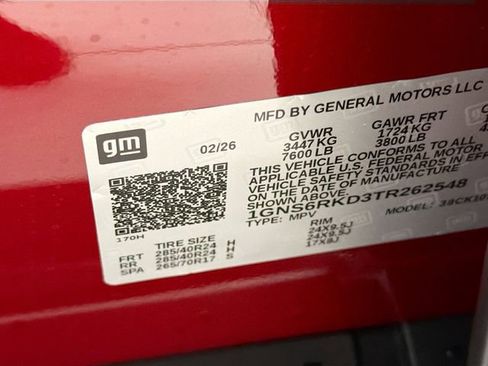 MFD BY GENERAL MOTORS LLC
gm
02/26
GVWR
GAWR FRT
3447 KG
1724 KG
7600 LB
3800 LB
THIS VEHICLE CONFORMS TO ALL
APPLICABLE U.S. FEDERAL MOTOR
VEHICLE SAFETY STANDARDS IN EFF
THE DATE OF MANUFACTURE
SHOWN ABOVE.
1GNS6RKD3TR262548
TYPE: MPV
MODEL:
170H
TIRE SIZE
RIM
FRT 285/40R24 H 24X9.5J
RR 285/40R24 H 24X9.5J
SPA 265/70R17 S 17X8J